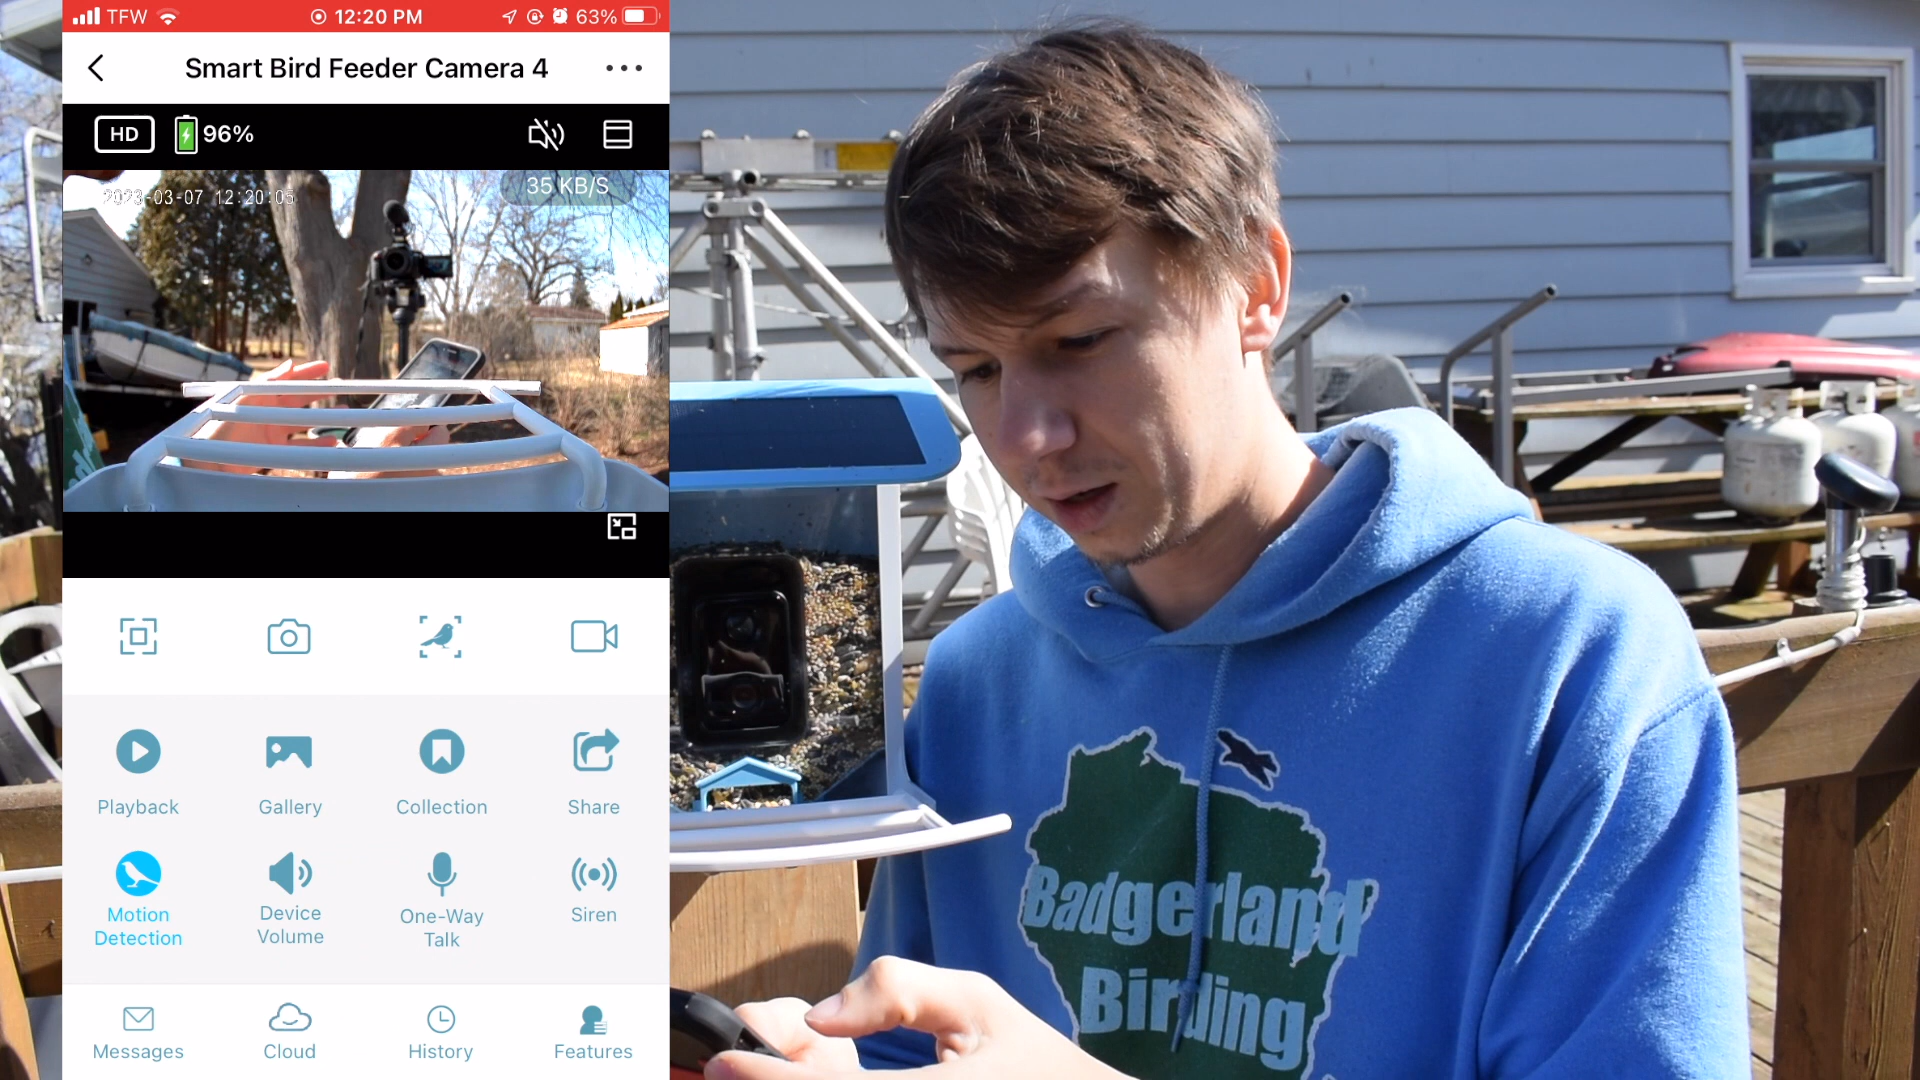 TFW 12:20 PM 63%
Smart Bird Feeder Camera 4
HD 96%
2023-03-07 12:20:05
35 KB/S
Playback Gallery Collection Share
Motion Detection
Device Volume
One-Way Talk
Siren
Messages Cloud History Features
Badgerland
Birding